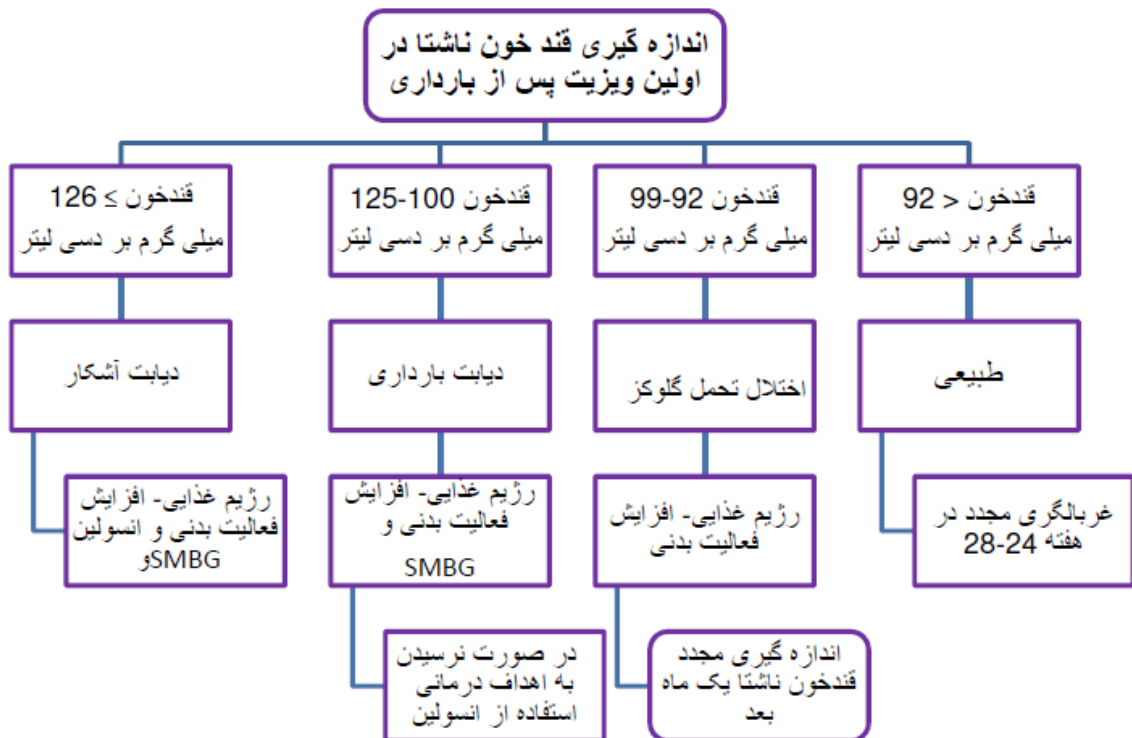 اندازه گیری قند خون ناشتا در
اولین ویزیت پس از بارداری
قندخون < 92
میلی گرم بر دسی لیتر
قندخون 92-99
میلی گرم بر دسی لیتر
قندخون 100-125
میلی گرم بر دسی لیتر
قندخون ≥ 126
میلی گرم بر دسی لیتر
طبیعی
اختلال تحمل گلوکز
دیابت بارداری
دیابت آشکار
غربالگری مجدد در
هفته 24-28
رژیم غذایی- افزایش
فعالیت بدنی
رژیم غذایی- افزایش
فعالیت بدنی و
SMBG
رژیم غذایی- افزایش
فعالیت بدنی و انسولین
وSMBG
اندازه گیری مجدد
قندخون ناشتا یک ماه
بعد
در صورت نرسیدن
به اهداف درمانی
استفاده از انسولین